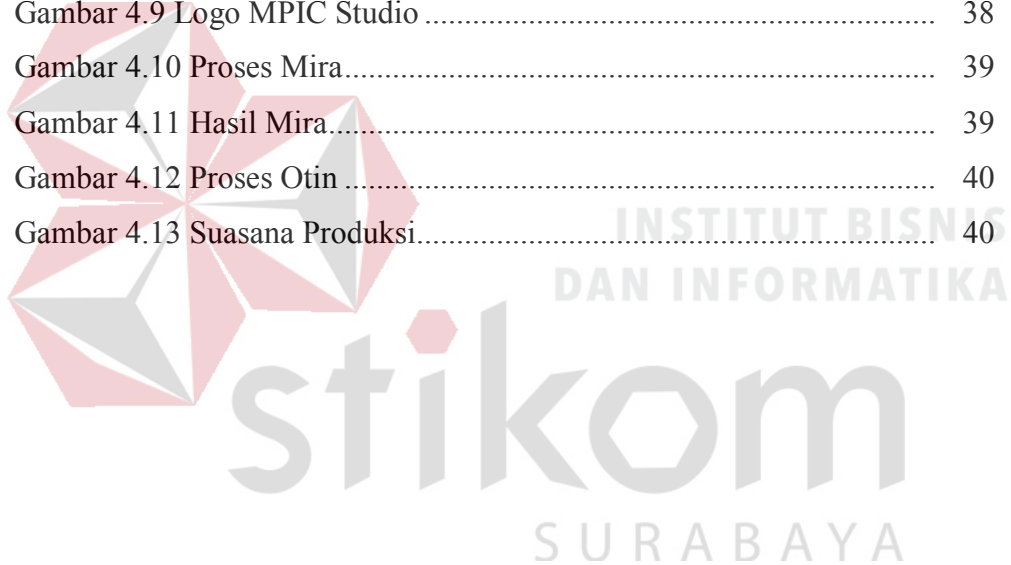 Gambar 4.9 Logo MPIC Studio ........................................................................ 38
Gambar 4.10 Proses Mira................................................................................. 39
Gambar 4.11 Hasil Mira................................................................................... 39
Gambar 4.12 Proses Otin ................................................................................. 40
Gambar 4.13 Suasana Produksi........................................................................ 40
INSTITUT BISNIS
DAN INFORMATIKA
stikom
SURABAYA